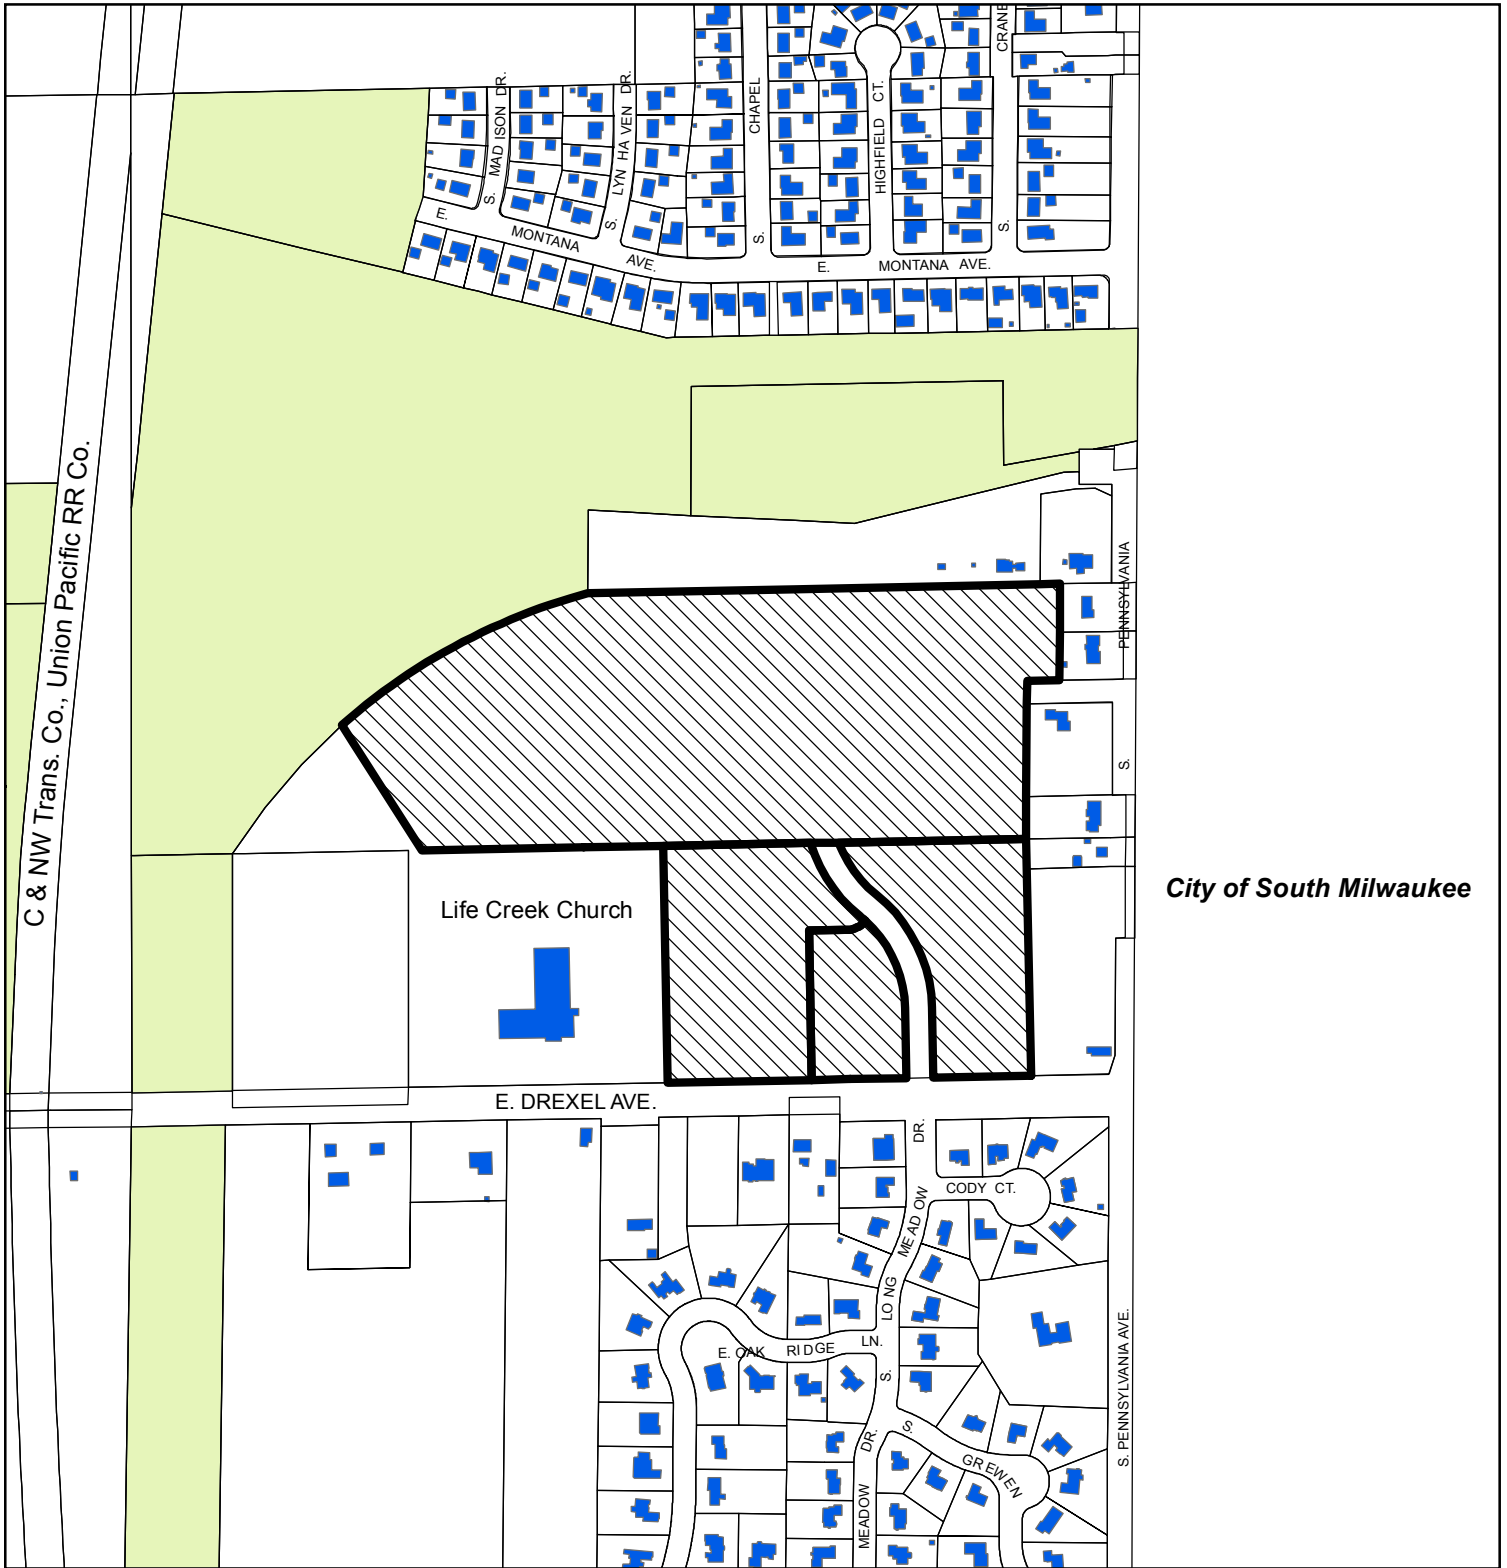 CRANE
S.
MADISON DR.
S.
LYN HAVEN DR.
S.
CHAPEL
S.
HIGHFIELD CT.
E.
MONTANA
AVE.
E.
MONTANA AVE.
C & NW Trans. Co., Union Pacific RR Co.
PENNSYLVANIA
S.
City of South Milwaukee
Life Creek Church
E. DREXEL AVE.
DR.
MEADOW
LONG
S.
CODY CT.
E. OAK
RIDGE
LN.
S.
GREWEN
DR.
MEADOW
S. PENNSYLVANIA AVE.